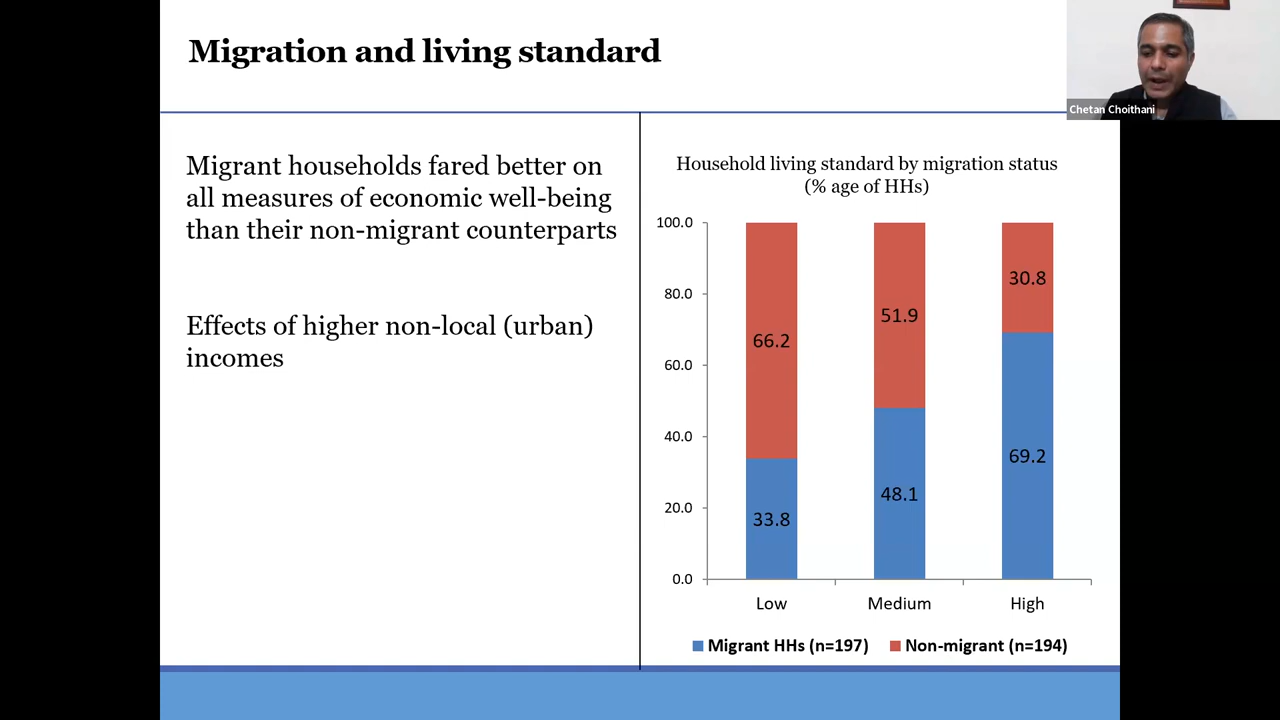 Migration and living standard
Chetan Choithani
Migrant households fared better on
all measures of economic well-being
than their non-migrant counterparts
Effects of higher non-local (urban)
incomes
Household living standard by migration status
(% age of HHs)
100.0
80.0
60.0
40.0
20.0
0.0
66.2
33.8
51.9
48.1
30.8
69.2
Low
Medium
High
Migrant HHs (n=197)
Non-migrant (n=194)